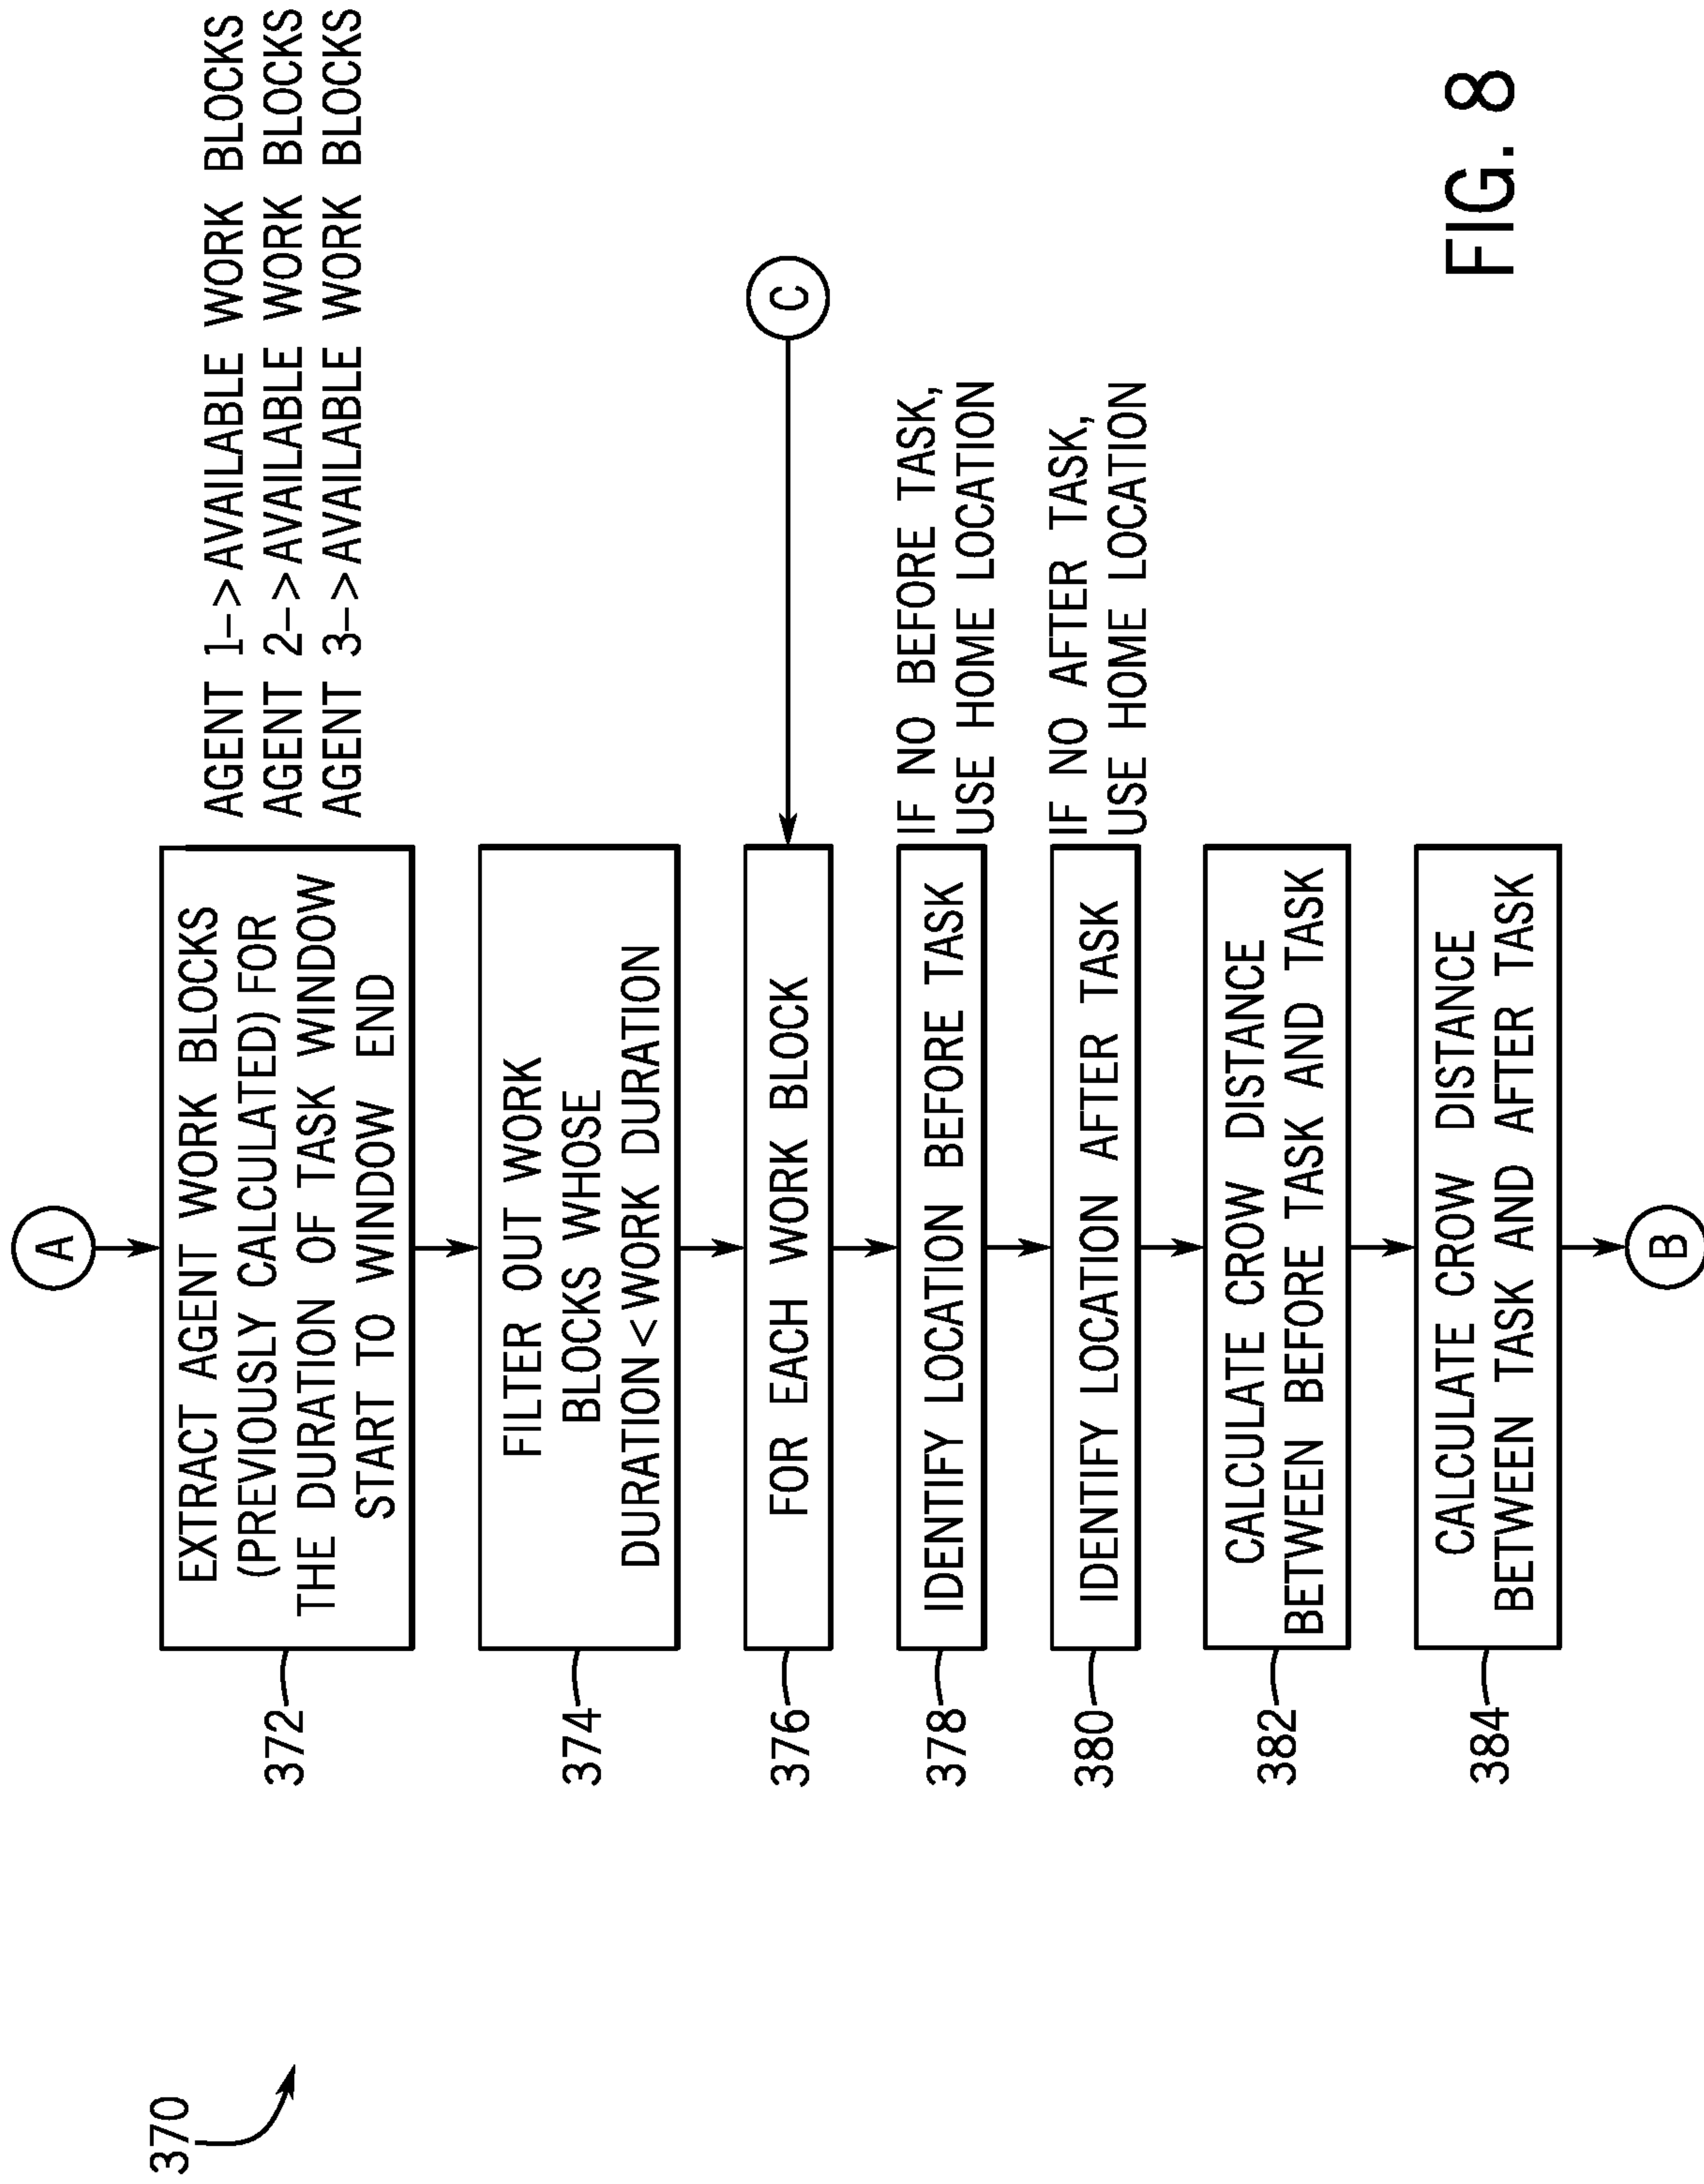 370
A
372
EXTRACT AGENT WORK BLOCKS
(PREVIOUSLY CALCULATED) FOR
THE DURATION OF TASK WINDOW
START TO WINDOW END
AGENT 1-->AVAILABLE WORK BLOCKS
AGENT 2-->AVAILABLE WORK BLOCKS
AGENT 3-->AVAILABLE WORK BLOCKS
374
FILTER OUT WORK
BLOCKS WHOSE
DURATION<WORK DURATION
376
FOR EACH WORK BLOCK
C
378
IDENTIFY LOCATION BEFORE TASK
IF NO BEFORE TASK,
USE HOME LOCATION
380
IDENTIFY LOCATION AFTER TASK
IF NO AFTER TASK,
USE HOME LOCATION
382
CALCULATE CROW DISTANCE
BETWEEN BEFORE TASK AND TASK
384
CALCULATE CROW DISTANCE
BETWEEN TASK AND AFTER TASK
B
FIG. 8